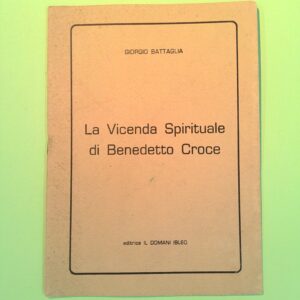 GIORGIO BATTAGLIA
La Vicenda Spirituale
di Benedetto Croce
editrice IL DOMANI IBLEO